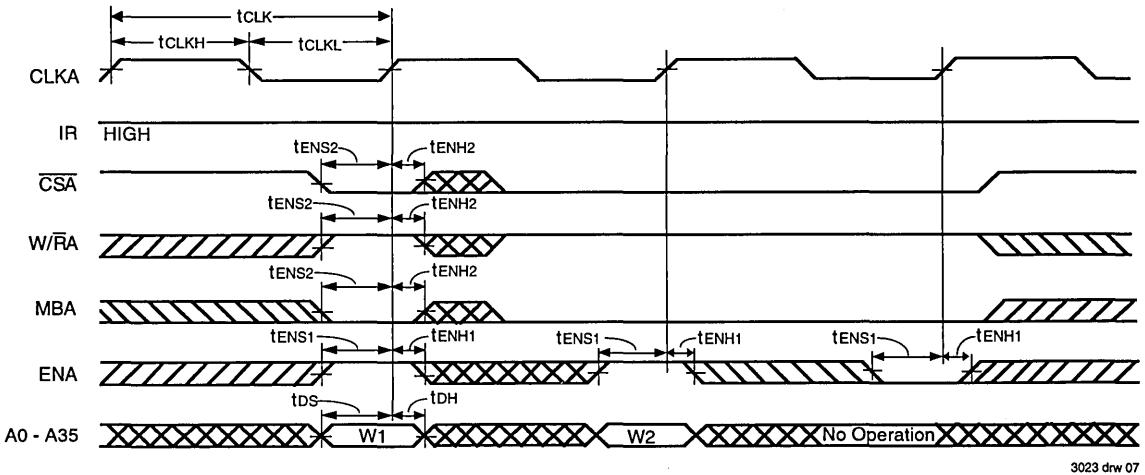 tCLK
tCLKH tCLKL
CLKA
IR HIGH
tENS2 tENH2
CSA
tENS2 tENH2
W/RA
tENS2 tENH2
MBA
tENS1 tENH1 tENS1 tENH1 tENS1 tENH1
ENA
tDS tDH
A0 - A35 W1 W2 No Operation
3023 drw 07